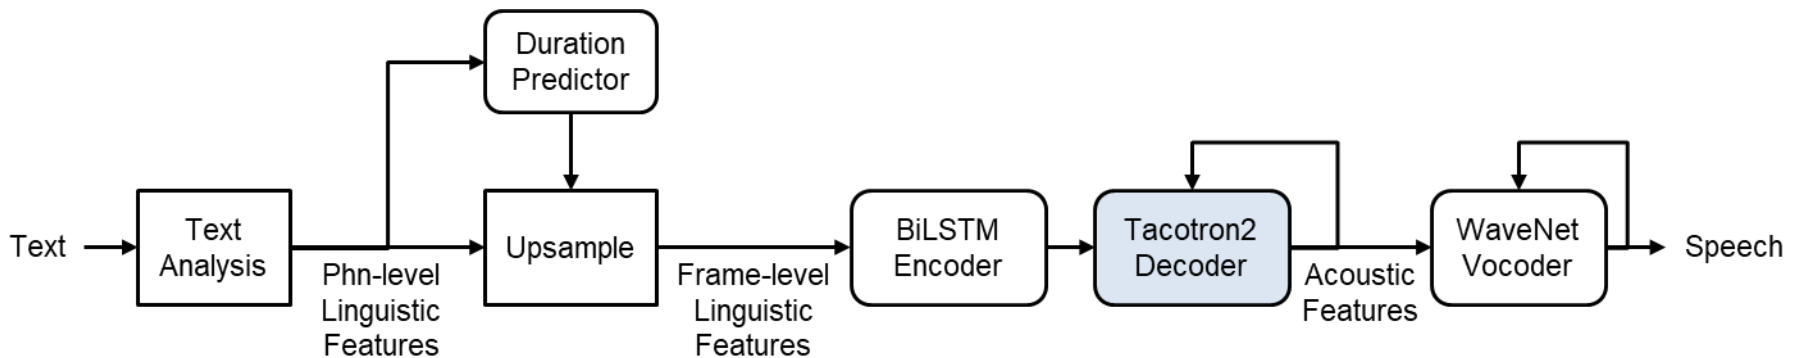 Duration
Predictor
Text
Text
Analysis
Phn-level
Linguistic
Features
Upsample
Frame-level
Linguistic
Features
BiLSTM
Encoder
Tacotron2
Decoder
Acoustic
Features
WaveNet
Vocoder
Speech